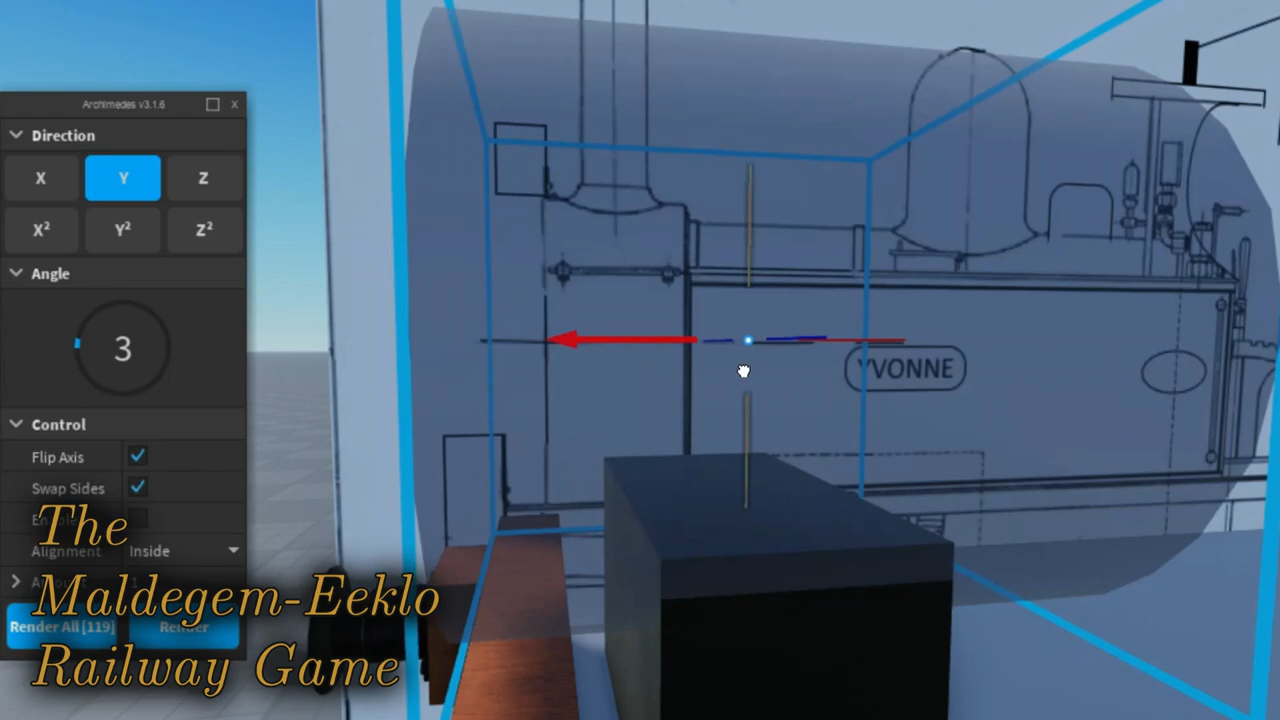 Archimedes v3.1.6
X
Direction
X Y Z
X² Y² Z²
Angle
3
Control
Flip Axis
Swap Sides
Alignment Inside
Render All [119] Render
YVONNE
The
Maldegem-Eeklo
Railway Game